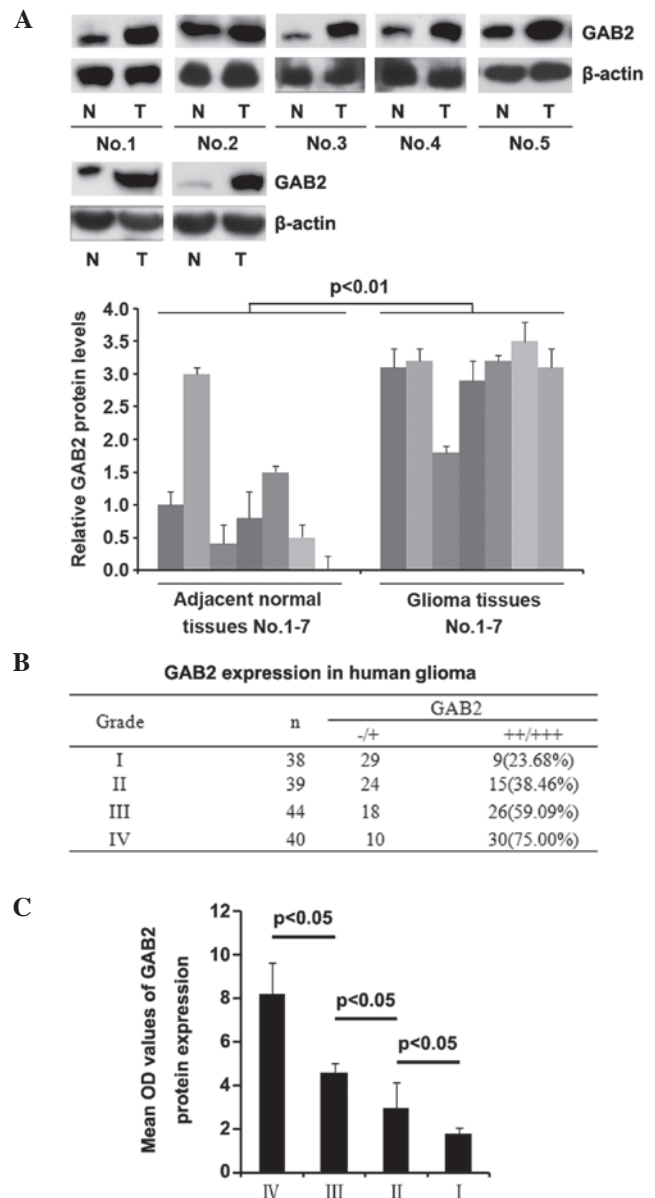 A
GAB2
β-actin
N T N T N T N T N T
No.1 No.2 No.3 No.4 No.5
GAB2
β-actin
N T N T
p<0.01
Relative GAB2 protein levels
4.0
3.5
3.0
2.5
2.0
1.5
1.0
0.5
0.0
Adjacent normal
tissues No.1-7
Glioma tissues
No.1-7
B
GAB2 expression in human glioma
Grade n GAB2
-/+ ++/+++
I 38 29 9(23.68%)
II 39 24 15(38.46%)
III 44 18 26(59.09%)
IV 40 10 30(75.00%)
C
Mean OD values of GAB2
protein expression
12
10
8
6
4
2
0
p<0.05
p<0.05
p<0.05
IV III II I